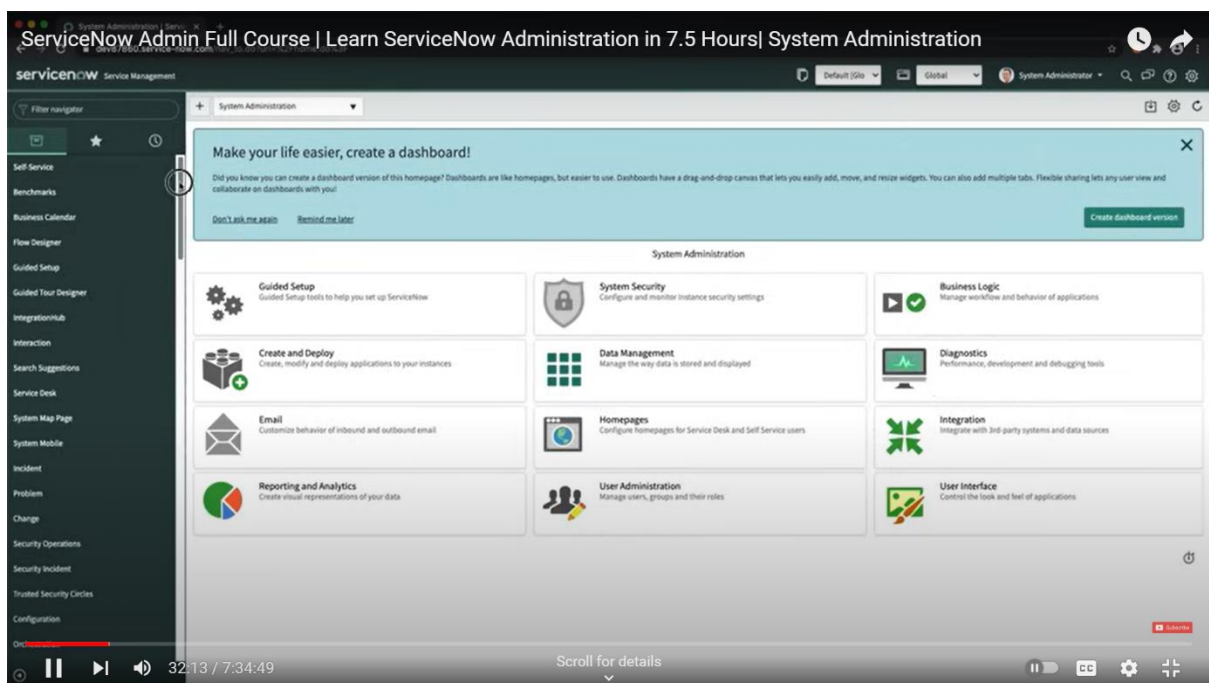 System Administration | Servi
ServiceNow Admin Full Course | Learn ServiceNow Administration in 7.5 Hours| System Administration
servicenow Service Management
Default (Glo
Global
System Administrator
Filter navigator
System Administration
Self-Service
Benchmarks
Business Calendar
Flow Designer
Guided Setup
Guided Tour Designer
IntegrationHub
Interaction
Search Suggestions
Service Desk
System Map Page
System Mobile
Incident
Problem
Change
Security Operations
Security Incident
Trusted Security Circles
Configuration
Make your life easier, create a dashboard!
Did you know you can create a dashboard version of this homepage? Dashboards are like homepages, but easier to use. Dashboards have a drag-and-drop canvas that lets you easily add, move, and resize widgets. You can also add multiple tabs. Flexible sharing lets any user view and
collaborate on dashboards with you!
Don't ask me again Remind me later
Create dashboard version
System Administration
Guided Setup
Guided Setup tools to help you set up ServiceNow
System Security
Configure and monitor instance security settings
Business Logic
Manage workflow and behavior of applications
Create and Deploy
Create, modify and deploy applications to your instances
Data Management
Manage the way data is stored and displayed
Diagnostics
Performance, development and debugging tools
Email
Customize behavior of inbound and outbound email
Homepages
Configure homepages for Service Desk and Self Service users
Integration
Integrate with 3rd-party systems and data sources
Reporting and Analytics
Create visual representations of your data
User Administration
Manage users, groups and their roles
User Interface
Control the look and feel of applications
Subscribe
32:13 / 7:34:49
Scroll for details
CC